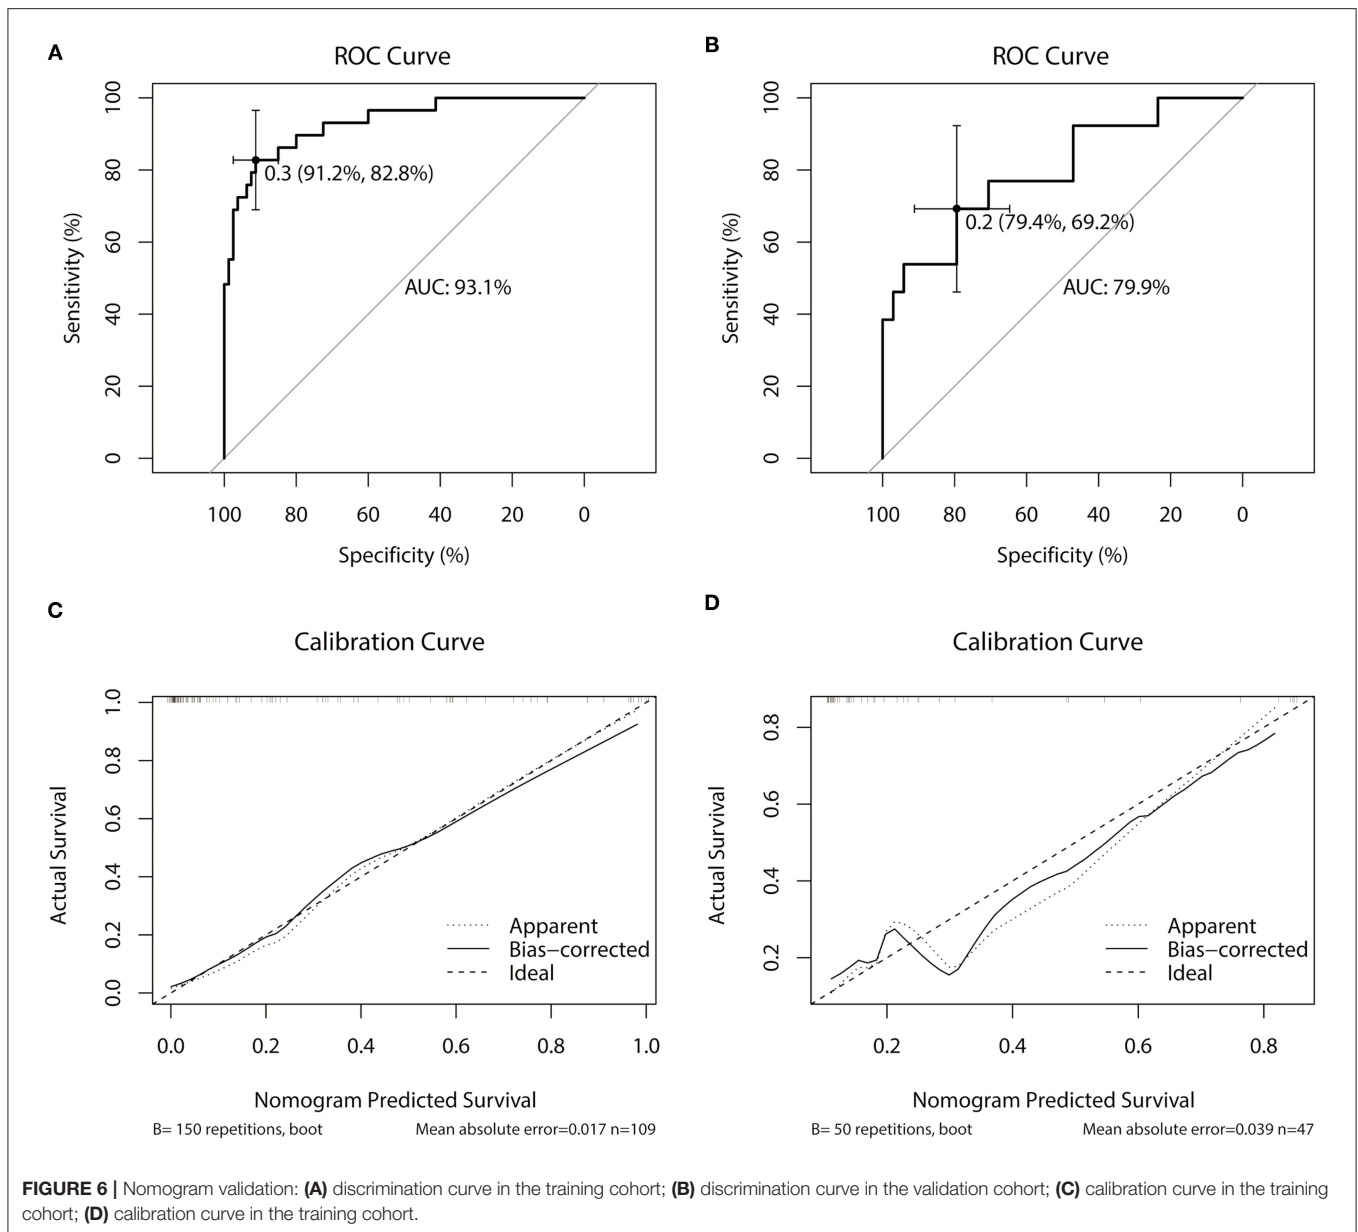 A
ROC Curve
100
80
60
40
20
0
Sensitivity (%)
0.3 (91.2%, 82.8%)
AUC: 93.1%
100 80 60 40 20 0
Specificity (%)
B
ROC Curve
100
80
60
40
20
0
Sensitivity (%)
0.2 (79.4%, 69.2%)
AUC: 79.9%
100 80 60 40 20 0
Specificity (%)
C
Calibration Curve
1.0
0.8
0.6
0.4
0.2
0.0
Actual Survival
Apparent
Bias−corrected
Ideal
0.0 0.2 0.4 0.6 0.8 1.0
Nomogram Predicted Survival
B= 150 repetitions, boot Mean absolute error=0.017 n=109
D
Calibration Curve
0.8
0.6
0.4
0.2
Actual Survival
Apparent
Bias−corrected
Ideal
0.2 0.4 0.6 0.8
Nomogram Predicted Survival
B= 50 repetitions, boot Mean absolute error=0.039 n=47
FIGURE 6 | Nomogram validation: (A) discrimination curve in the training cohort; (B) discrimination curve in the validation cohort; (C) calibration curve in the training
cohort; (D) calibration curve in the training cohort.